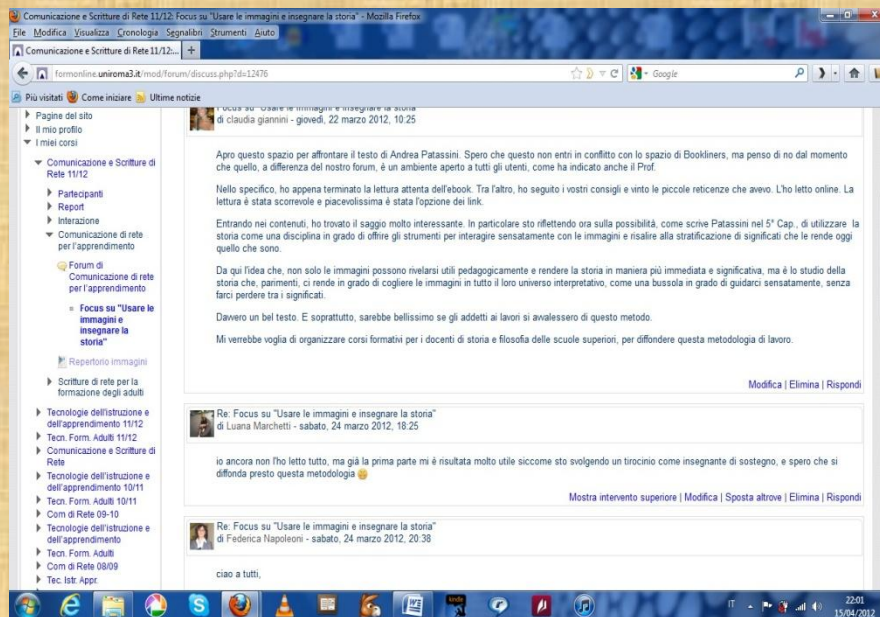 Comunicazione e Scritture di Rete 11/12: Focus su "Usare le immagini e insegnare la storia" - Mozilla Firefox
File Modifica Visualizza Cronologia Segnalibri Strumenti Aiuto
Comunicazione e Scritture di Rete 11/12:...
formonline.uniroma3.it/mod/forum/discuss.php?d=12476
Google
Più visitati Come iniziare Ultime notizie
Pagine del sito
Il mio profilo
I miei corsi
Comunicazione e Scritture di
Rete 11/12
Partecipanti
Report
Interazione
Comunicazione di rete
per l'apprendimento
Forum di
Comunicazione di rete
per l'apprendimento
Focus su "Usare le
immagini e
insegnare la
storia"
Repertorio immagini
Scritture di rete per la
formazione degli adulti
Tecnologie dell'istruzione e
dell'apprendimento 11/12
Tecn. Form. Adulti 11/12
Comunicazione e Scritture di
Rete
Tecnologie dell'istruzione e
dell'apprendimento 10/11
Tecn. Form. Adulti 10/11
Com di Rete 09-10
Tecnologie dell'istruzione e
dell'apprendimento
Tecn. Form. Adulti
Com di Rete 08/09
Tec. Istr. Appr.
Focus su "Usare le immagini e insegnare la storia"
di claudia giannini - giovedì, 22 marzo 2012, 10:25
Apro questo spazio per affrontare il testo di Andrea Patassini. Spero che questo non entri in conflitto con lo spazio di Bookliners, ma penso di no dal momento
che quello, a differenza del nostro forum, è un ambiente aperto a tutti gli utenti, come ha indicato anche il Prof.
Nello specifico, ho appena terminato la lettura attenta dell'ebook. Tra l'altro, ho seguito i vostri consigli e vinto le piccole reticenze che avevo. L'ho letto online. La
lettura è stata scorrevole e piacevolissima è stata l'opzione dei link.
Entrando nei contenuti, ho trovato il saggio molto interessante. In particolare sto riflettendo ora sulla possibilità, come scrive Patassini nel 5° Cap., di utilizzare la
storia come una disciplina in grado di offrire gli strumenti per interagire sensatamente con le immagini e risalire alla stratificazione di significati che le rende oggi
quello che sono.
Da qui l'idea che, non solo le immagini possono rivelarsi utili pedagogicamente e rendere la storia in maniera più immediata e significativa, ma è lo studio della
storia che, parimenti, ci rende in grado di cogliere le immagini in tutto il loro universo interpretativo, come una bussola in grado di guidarci sensatamente, senza
farci perdere tra i significati.
Davvero un bel testo. E soprattutto, sarebbe bellissimo se gli addetti ai lavori si avvalessero di questo metodo.
Mi verrebbe voglia di organizzare corsi formativi per i docenti di storia e filosofia delle scuole superiori, per diffondere questa metodologia di lavoro.
Modifica | Elimina | Rispondi
Re: Focus su "Usare le immagini e insegnare la storia"
di Luana Marchetti - sabato, 24 marzo 2012, 18:25
io ancora non l'ho letto tutto, ma già la prima parte mi è risultata molto utile siccome sto svolgendo un tirocinio come insegnante di sostegno, e spero che si
diffonda presto questa metodologia
Mostra intervento superiore | Modifica | Sposta altrove | Elimina | Rispondi
Re: Focus su "Usare le immagini e insegnare la storia"
di Federica Napoleoni - sabato, 24 marzo 2012, 20:38
ciao a tutti,
kindle
IT
22:01
15/04/2012